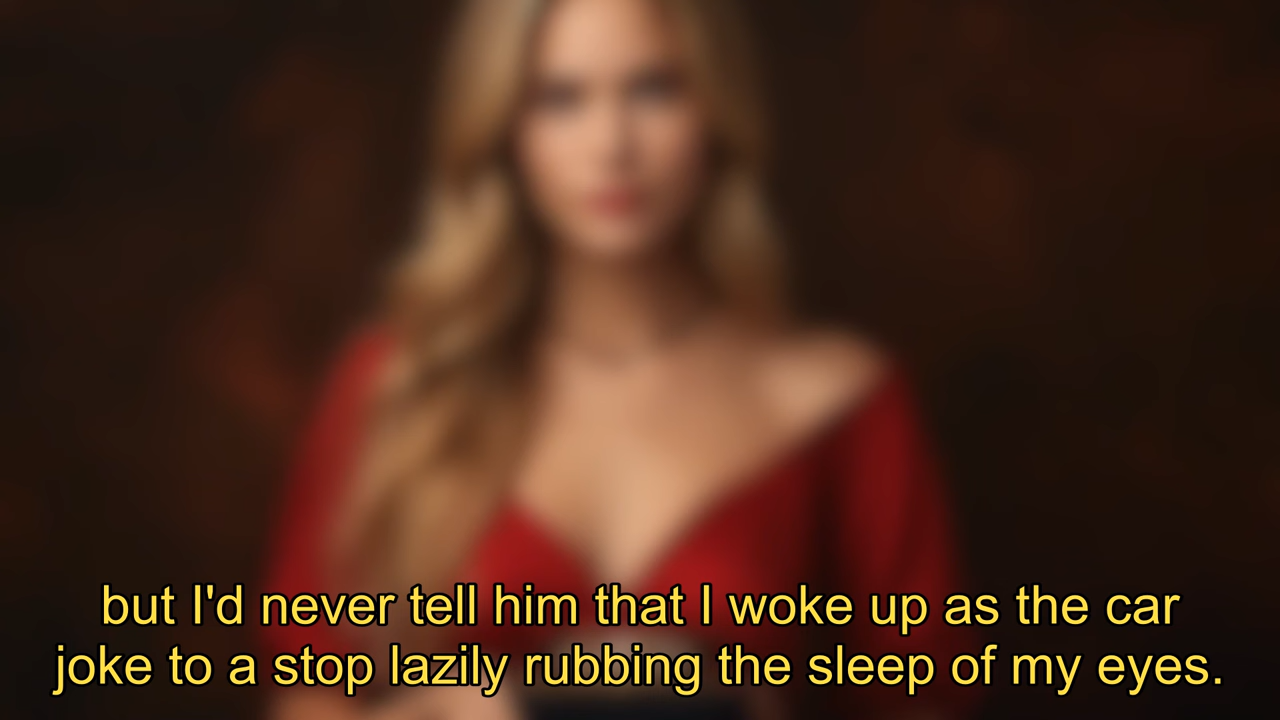 but I'd never tell him that I woke up as the car
joke to a stop lazily rubbing the sleep of my eyes.